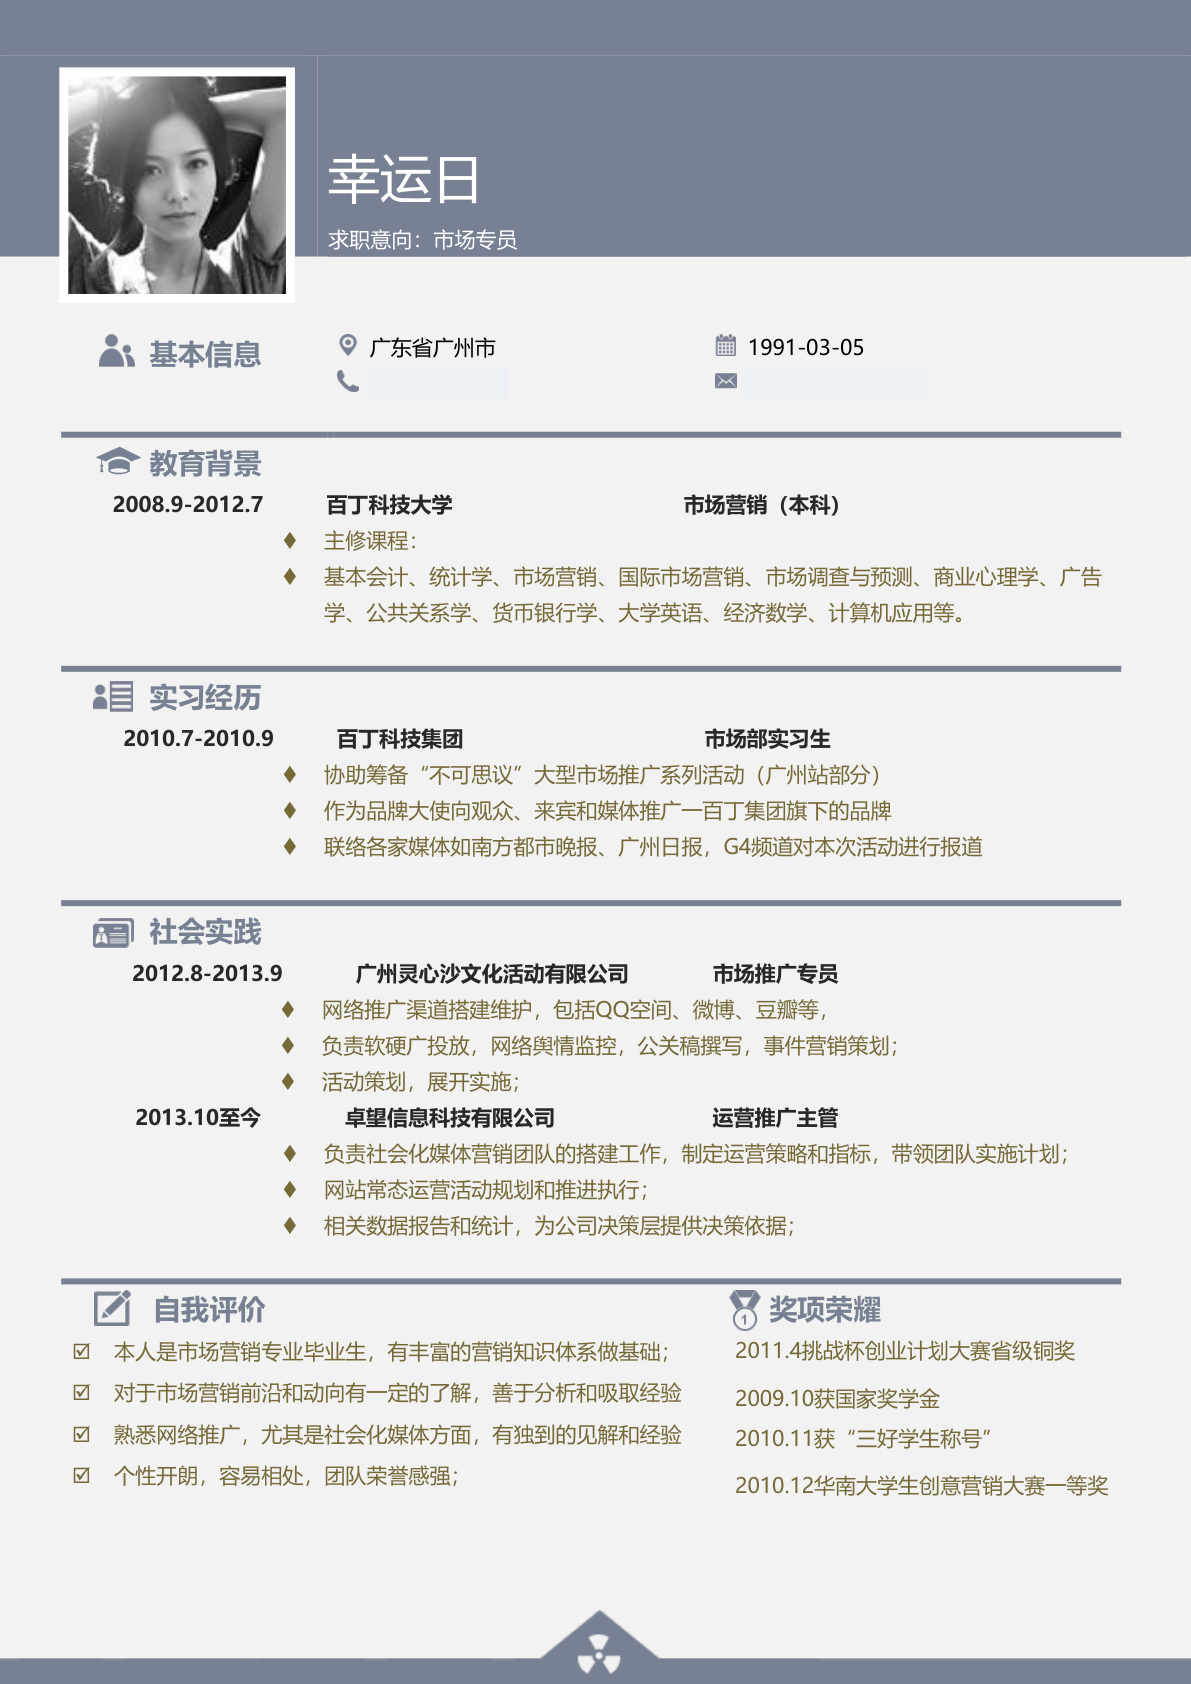 幸运日
求职意向：市场专员
基本信息
广东省广州市
1991-03-05
教育背景
2008.9-2012.7 百丁科技大学 市场营销（本科）
主修课程：
基本会计、统计学、市场营销、国际市场营销、市场调查与预测、商业心理学、广告
学、公共关系学、货币银行学、大学英语、经济数学、计算机应用等。
实习经历
2010.7-2010.9 百丁科技集团 市场部实习生
协助筹备“不可思议”大型市场推广系列活动（广州站部分）
作为品牌大使向观众、来宾和媒体推广一百丁集团旗下的品牌
联络各家媒体如南方都市晚报、广州日报，G4频道对本次活动进行报道
社会实践
2012.8-2013.9 广州灵心沙文化活动有限公司 市场推广专员
网络推广渠道搭建维护，包括QQ空间、微博、豆瓣等，
负责软硬广投放，网络舆情监控，公关稿撰写，事件营销策划；
活动策划，展开实施；
2013.10至今 卓望信息科技有限公司 运营推广主管
负责社会化媒体营销团队的搭建工作，制定运营策略和指标，带领团队实施计划；
网站常态运营活动规划和推进执行；
相关数据报告和统计，为公司决策层提供决策依据；
自我评价
本人是市场营销专业毕业生，有丰富的营销知识体系做基础；
对于市场营销前沿和动向有一定的了解，善于分析和吸取经验
熟悉网络推广，尤其是社会化媒体方面，有独到的见解和经验
个性开朗，容易相处，团队荣誉感强；
奖项荣耀
2011.4挑战杯创业计划大赛省级铜奖
2009.10获国家奖学金
2010.11获“三好学生称号”
2010.12华南大学生创意营销大赛一等奖